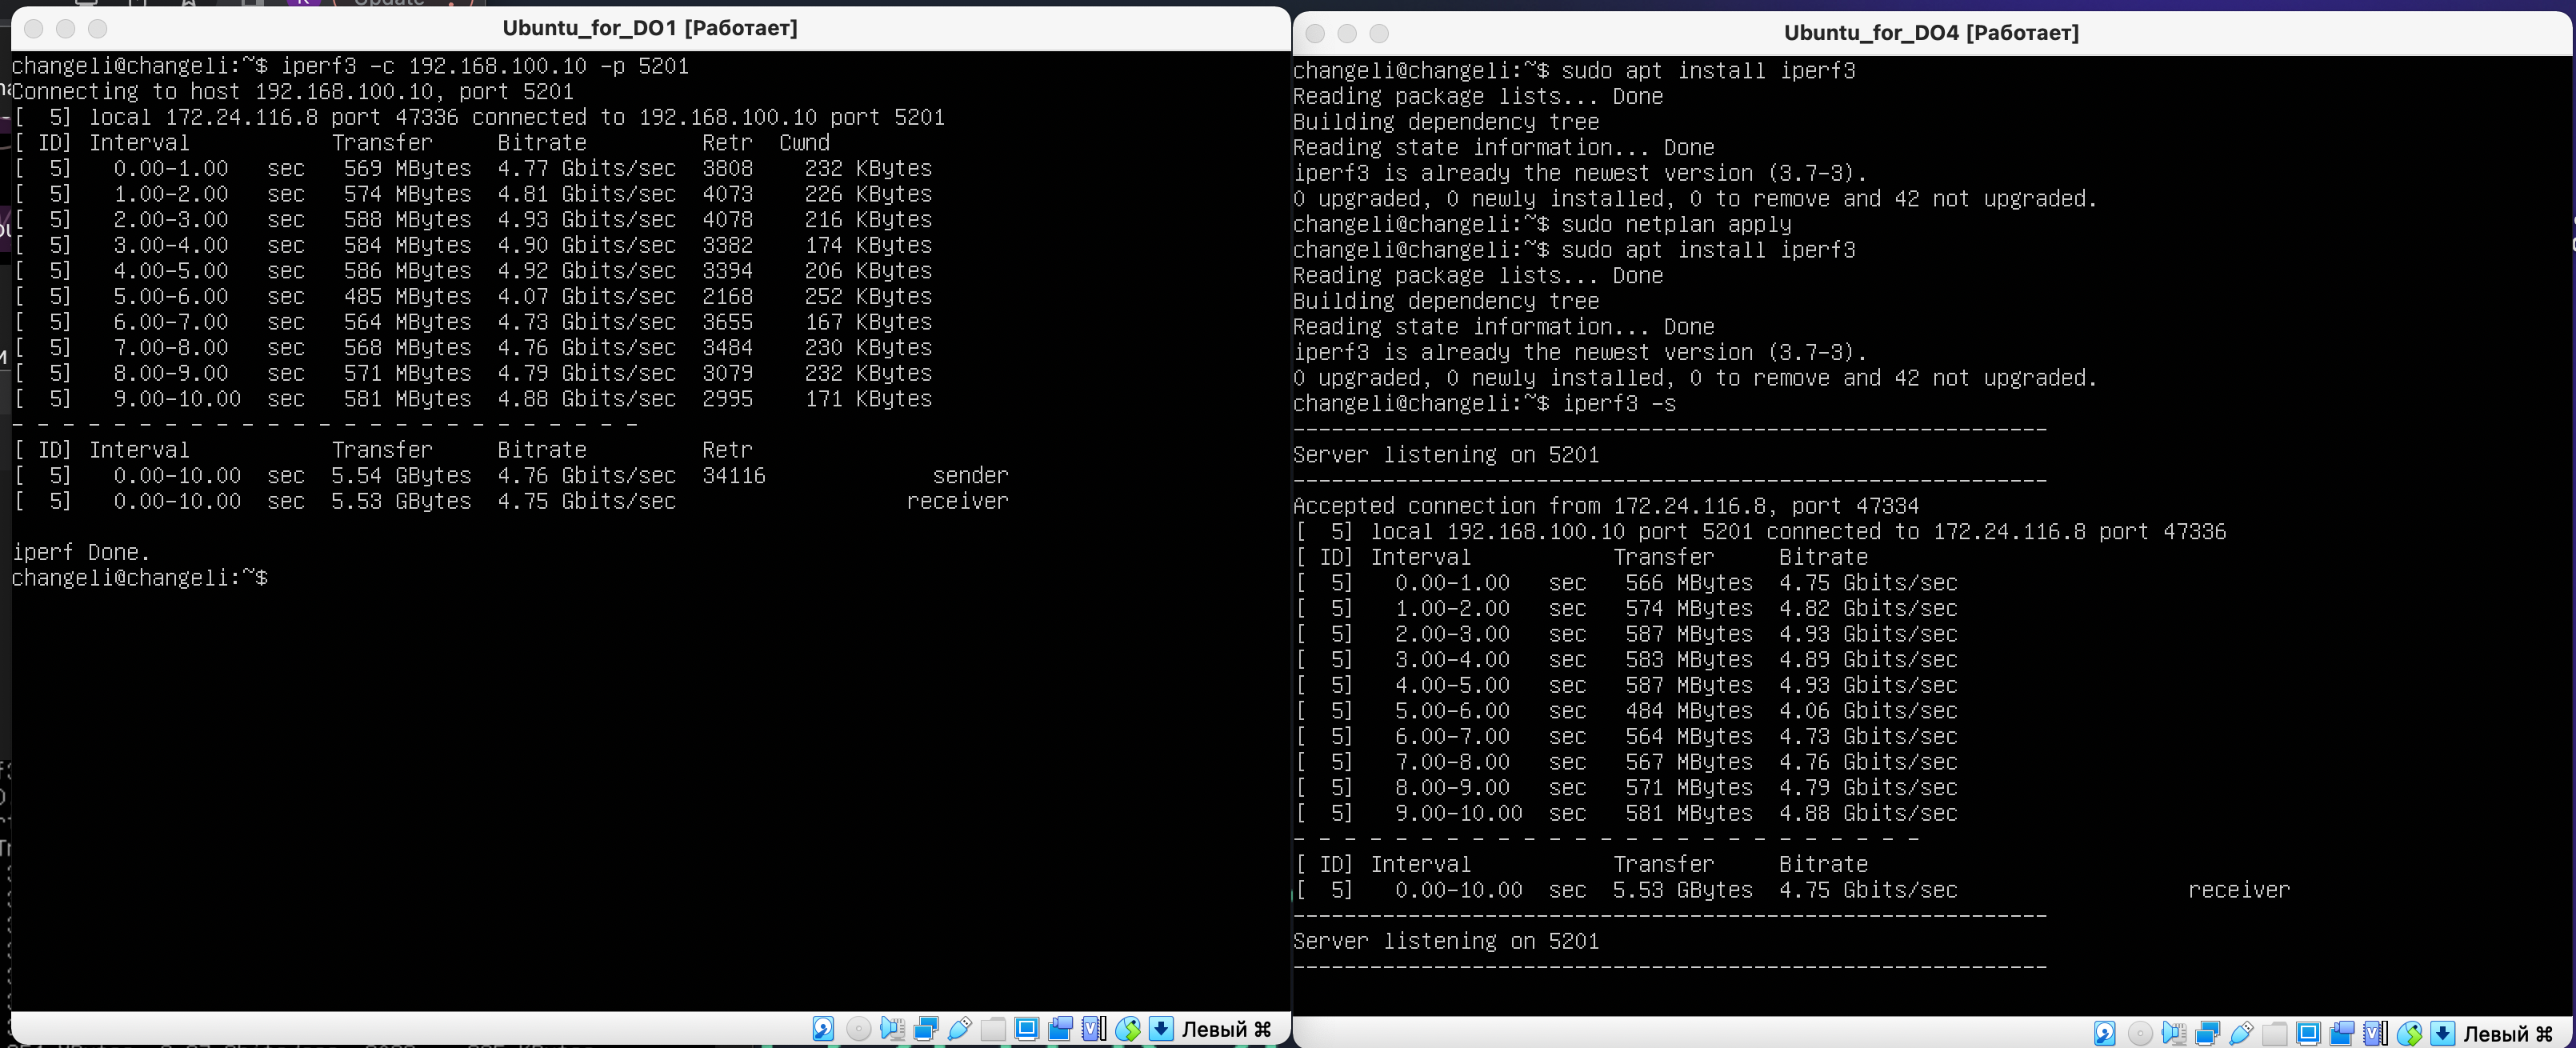 Update
Ubuntu_for_DO1 [Работает]
changeli@changeli:~$ iperf3 -c 192.168.100.10 -p 5201
Connecting to host 192.168.100.10, port 5201
[  5] local 172.24.116.8 port 47336 connected to 192.168.100.10 port 5201
[ ID] Interval           Transfer     Bitrate         Retr  Cwnd
[  5]   0.00-1.00   sec   569 MBytes  4.77 Gbits/sec  3808    232 KBytes
[  5]   1.00-2.00   sec   574 MBytes  4.81 Gbits/sec  4073    226 KBytes
[  5]   2.00-3.00   sec   588 MBytes  4.93 Gbits/sec  4078    216 KBytes
[  5]   3.00-4.00   sec   584 MBytes  4.90 Gbits/sec  3382    174 KBytes
[  5]   4.00-5.00   sec   586 MBytes  4.92 Gbits/sec  3394    206 KBytes
[  5]   5.00-6.00   sec   485 MBytes  4.07 Gbits/sec  2168    252 KBytes
[  5]   6.00-7.00   sec   564 MBytes  4.73 Gbits/sec  3655    167 KBytes
[  5]   7.00-8.00   sec   568 MBytes  4.76 Gbits/sec  3484    230 KBytes
[  5]   8.00-9.00   sec   571 MBytes  4.79 Gbits/sec  3079    232 KBytes
[  5]   9.00-10.00  sec   581 MBytes  4.88 Gbits/sec  2995    171 KBytes
- - - - - - - - - - - - - - - - - - - - - - - - -
[ ID] Interval           Transfer     Bitrate         Retr
[  5]   0.00-10.00  sec  5.54 GBytes  4.76 Gbits/sec  34116             sender
[  5]   0.00-10.00  sec  5.53 GBytes  4.75 Gbits/sec                  receiver
iperf Done.
changeli@changeli:~$
Левый ⌘
Ubuntu_for_DO4 [Работает]
changeli@changeli:~$ sudo apt install iperf3
Reading package lists... Done
Building dependency tree
Reading state information... Done
iperf3 is already the newest version (3.7-3).
0 upgraded, 0 newly installed, 0 to remove and 42 not upgraded.
changeli@changeli:~$ sudo netplan apply
changeli@changeli:~$ sudo apt install iperf3
Reading package lists... Done
Building dependency tree
Reading state information... Done
iperf3 is already the newest version (3.7-3).
0 upgraded, 0 newly installed, 0 to remove and 42 not upgraded.
changeli@changeli:~$ iperf3 -s
-----------------------------------------------------------
Server listening on 5201
-----------------------------------------------------------
Accepted connection from 172.24.116.8, port 47334
[  5] local 192.168.100.10 port 5201 connected to 172.24.116.8 port 47336
[ ID] Interval           Transfer     Bitrate
[  5]   0.00-1.00   sec   566 MBytes  4.75 Gbits/sec
[  5]   1.00-2.00   sec   574 MBytes  4.82 Gbits/sec
[  5]   2.00-3.00   sec   587 MBytes  4.93 Gbits/sec
[  5]   3.00-4.00   sec   583 MBytes  4.89 Gbits/sec
[  5]   4.00-5.00   sec   587 MBytes  4.93 Gbits/sec
[  5]   5.00-6.00   sec   484 MBytes  4.06 Gbits/sec
[  5]   6.00-7.00   sec   564 MBytes  4.73 Gbits/sec
[  5]   7.00-8.00   sec   567 MBytes  4.76 Gbits/sec
[  5]   8.00-9.00   sec   571 MBytes  4.79 Gbits/sec
[  5]   9.00-10.00  sec   581 MBytes  4.88 Gbits/sec
- - - - - - - - - - - - - - - - - - - - - - - - -
[ ID] Interval           Transfer     Bitrate
[  5]   0.00-10.00  sec  5.53 GBytes  4.75 Gbits/sec                  receiver
-----------------------------------------------------------
Server listening on 5201
-----------------------------------------------------------
Левый ⌘